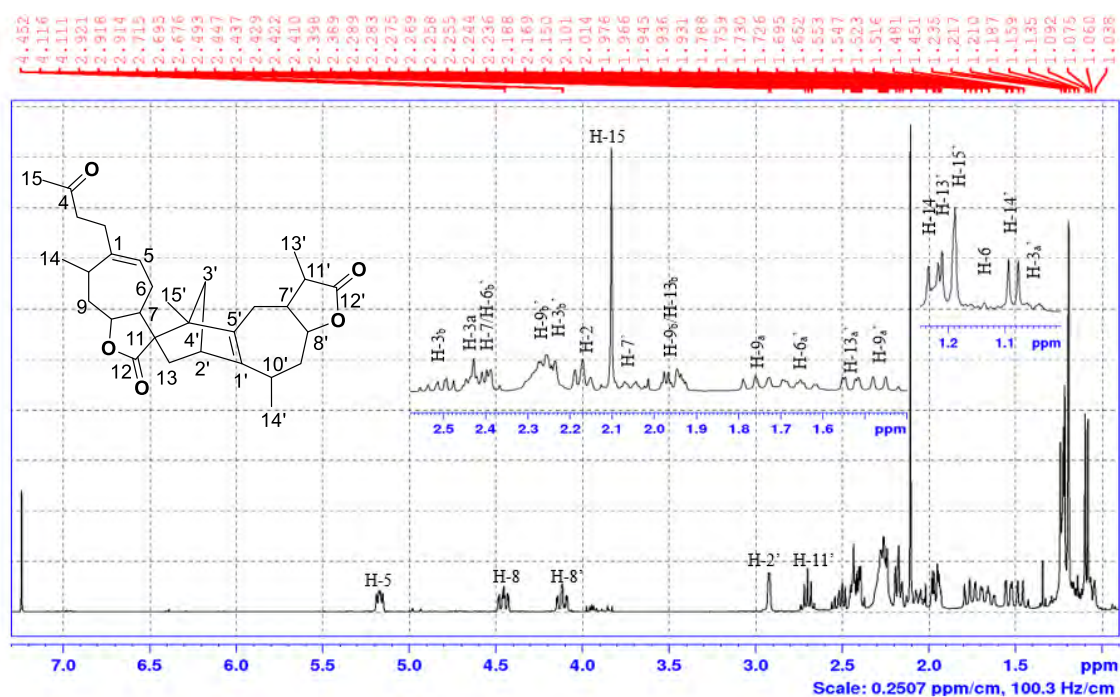 4.452
4.116
4.111
2.921
2.918
2.914
2.715
2.695
2.676
2.493
2.447
2.437
2.429
2.422
2.410
2.398
2.389
2.289
2.283
2.275
2.269
2.258
2.255
2.244
2.236
2.188
2.169
2.150
2.101
2.014
1.976
1.966
1.945
1.936
1.931
1.788
1.759
1.730
1.726
1.695
1.652
1.553
1.547
1.523
1.516
1.481
1.451
1.235
1.217
1.210
1.187
1.159
1.135
1.092
1.075
1.060
1.038
O
15
4
1
5
14
3'
13'
6
9
15'
7'
11'
O
7
5'
12'
O
11
4'
8'
O
12
13
2'
1'
10'
O
14'
H-3b
H-3a
H-7/H-6b`
H-9b`
H-3b`
H-2
H-15
H-7`
H-9b/H-13b
H-9a
H-6a`
H-13a`
H-9a`
2.5 2.4 2.3 2.2 2.1 2.0 1.9 1.8 1.7 1.6 ppm
H-14
H-13`
H-15`
H-6
H-14`
H-3a`
1.2 1.1 ppm
H-5
H-8
H-8`
H-2`
H-11'
7.0 6.5 6.0 5.5 5.0 4.5 4.0 3.5 3.0 2.5 2.0 1.5 ppm
Scale: 0.2507 ppm/cm, 100.3 Hz/cm